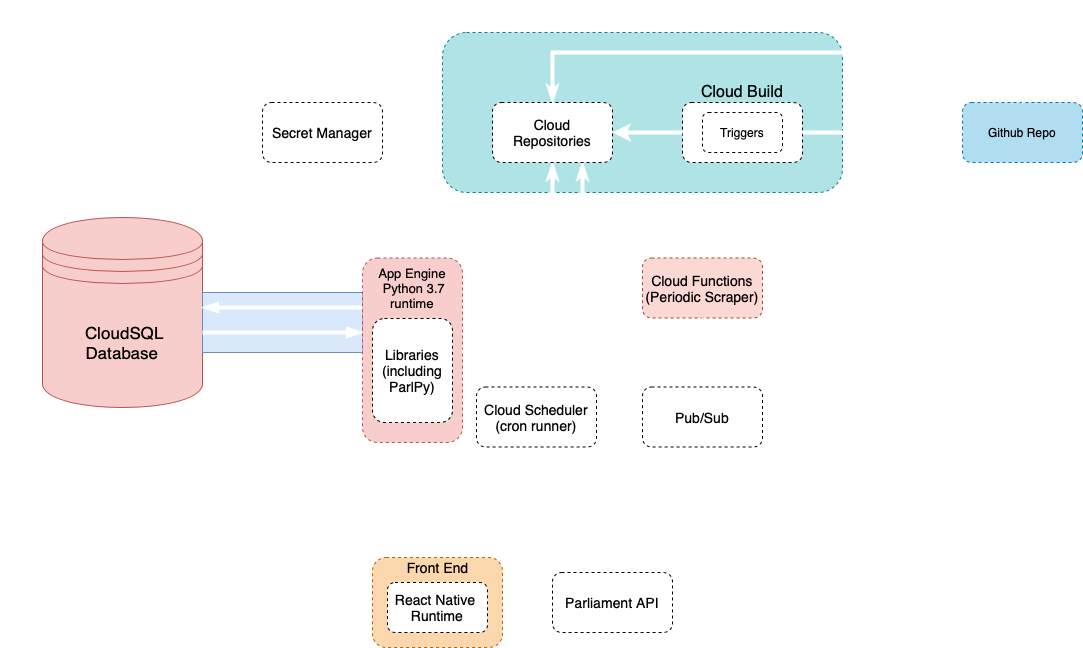 Cloud Build
Secret Manager
Cloud
Repositories
Triggers
Github Repo
CloudSQL
Database
App Engine
Python 3.7
runtime
Libraries
(including
ParlPy)
Cloud Functions
(Periodic Scraper)
Cloud Scheduler
(cron runner)
Pub/Sub
Front End
React Native
Runtime
Parliament API